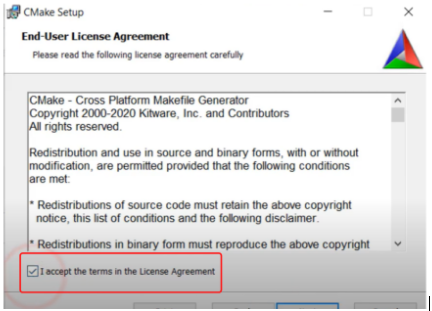 CMake Setup
End-User License Agreement
Please read the following license agreement carefully
CMake - Cross Platform Makefile Generator
Copyright 2000-2020 Kitware, Inc. and Contributors
All rights reserved.
Redistribution and use in source and binary forms, with or without
modification, are permitted provided that the following conditions
are met:
* Redistributions of source code must retain the above copyright
notice, this list of conditions and the following disclaimer.
* Redistributions in binary form must reproduce the above copyright
I accept the terms in the License Agreement